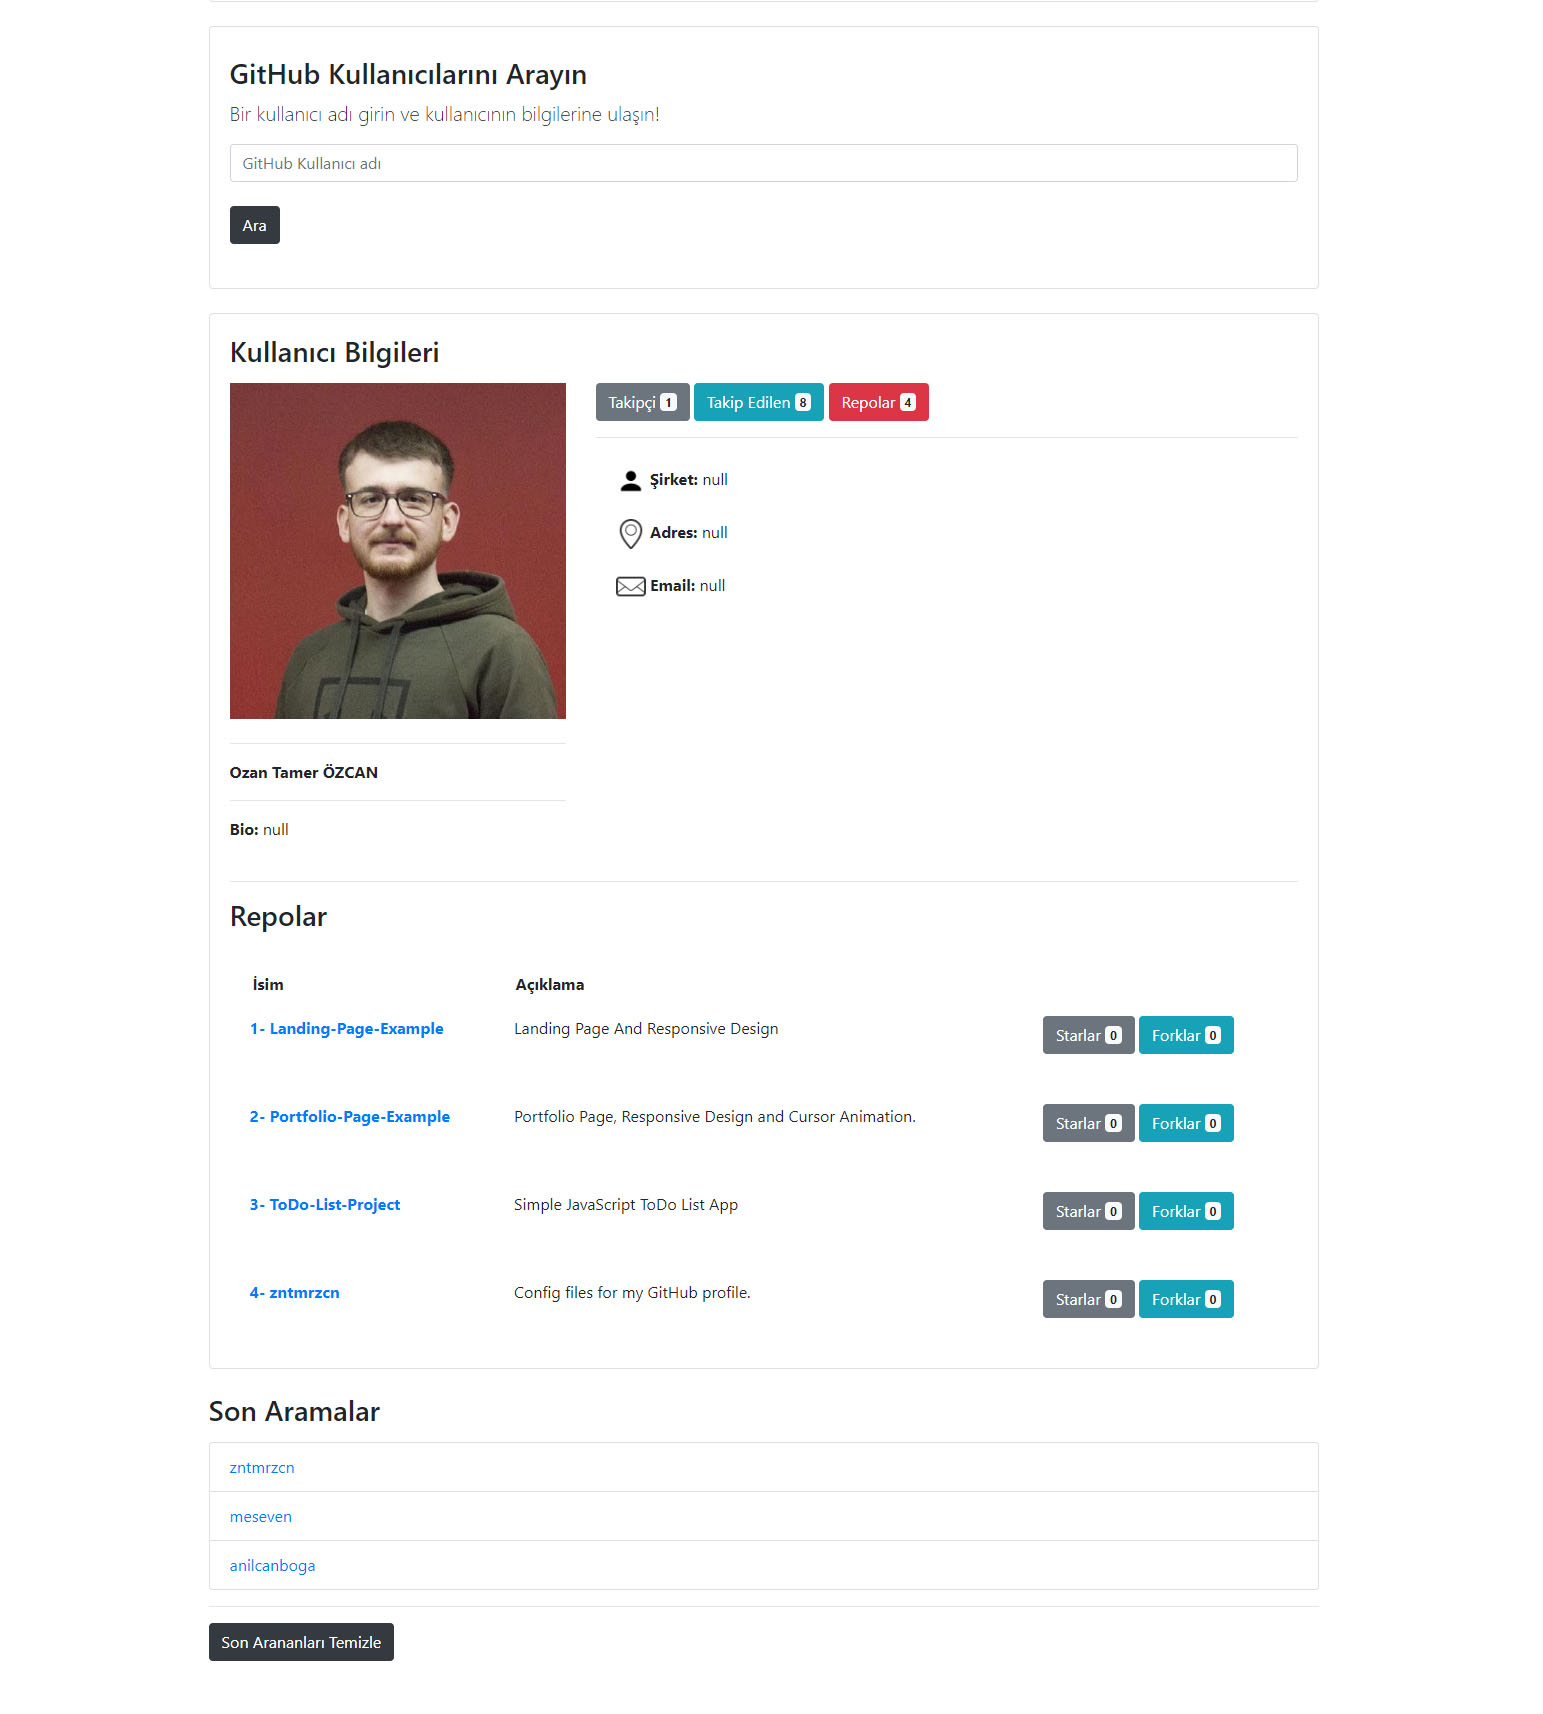 GitHub Kullanıcılarını Arayın
Bir kullanıcı adı girin ve kullanıcının bilgilerine ulaşın!
GitHub Kullanıcı adı
Ara
Kullanıcı Bilgileri
Takipçi 1 Takip Edilen 8 Repolar 4
Şirket: null
Adres: null
Email: null
Ozan Tamer ÖZCAN
Bio: null
Repolar
İsim Açıklama
1- Landing-Page-Example Landing Page And Responsive Design Starlar 0 Forklar 0
2- Portfolio-Page-Example Portfolio Page, Responsive Design and Cursor Animation. Starlar 0 Forklar 0
3- ToDo-List-Project Simple JavaScript ToDo List App Starlar 0 Forklar 0
4- zntmrzcn Config files for my GitHub profile. Starlar 0 Forklar 0
Son Aramalar
zntmrzcn
meseven
anilcanboga
Son Arananları Temizle